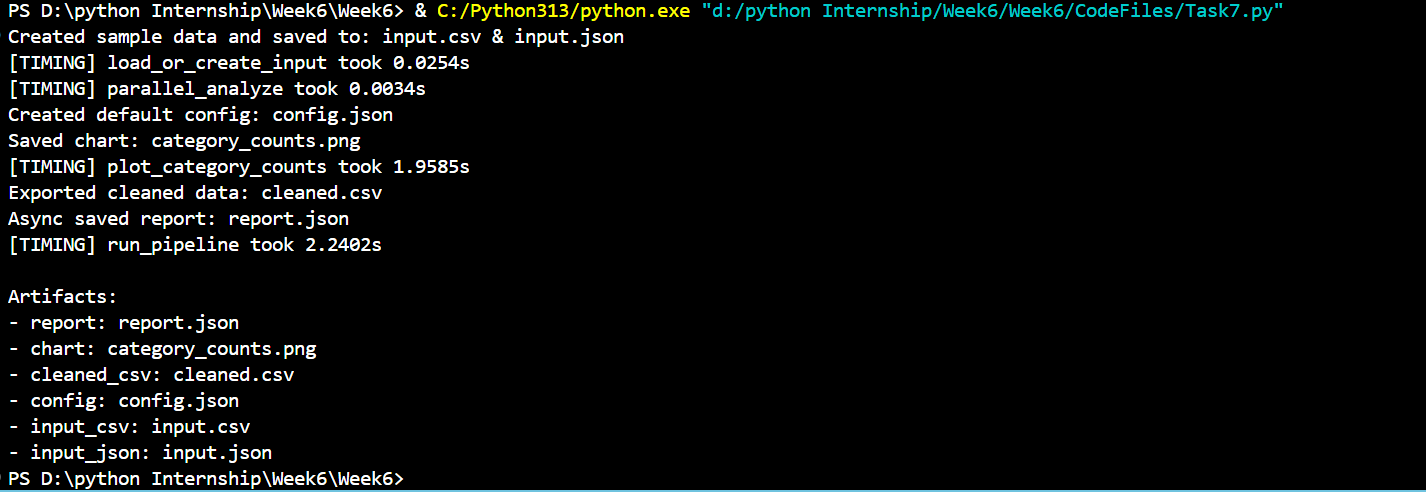 PS D:\python Internship\Week6\Week6> & C:/Python313/python.exe "d:/python Internship/Week6/Week6/CodeFiles/Task7.py"
Created sample data and saved to: input.csv & input.json
[TIMING] load_or_create_input took 0.0254s
[TIMING] parallel_analyze took 0.0034s
Created default config: config.json
Saved chart: category_counts.png
[TIMING] plot_category_counts took 1.9585s
Exported cleaned data: cleaned.csv
Async saved report: report.json
[TIMING] run_pipeline took 2.2402s

Artifacts:
- report: report.json
- chart: category_counts.png
- cleaned_csv: cleaned.csv
- config: config.json
- input_csv: input.csv
- input_json: input.json
PS D:\python Internship\Week6\Week6>